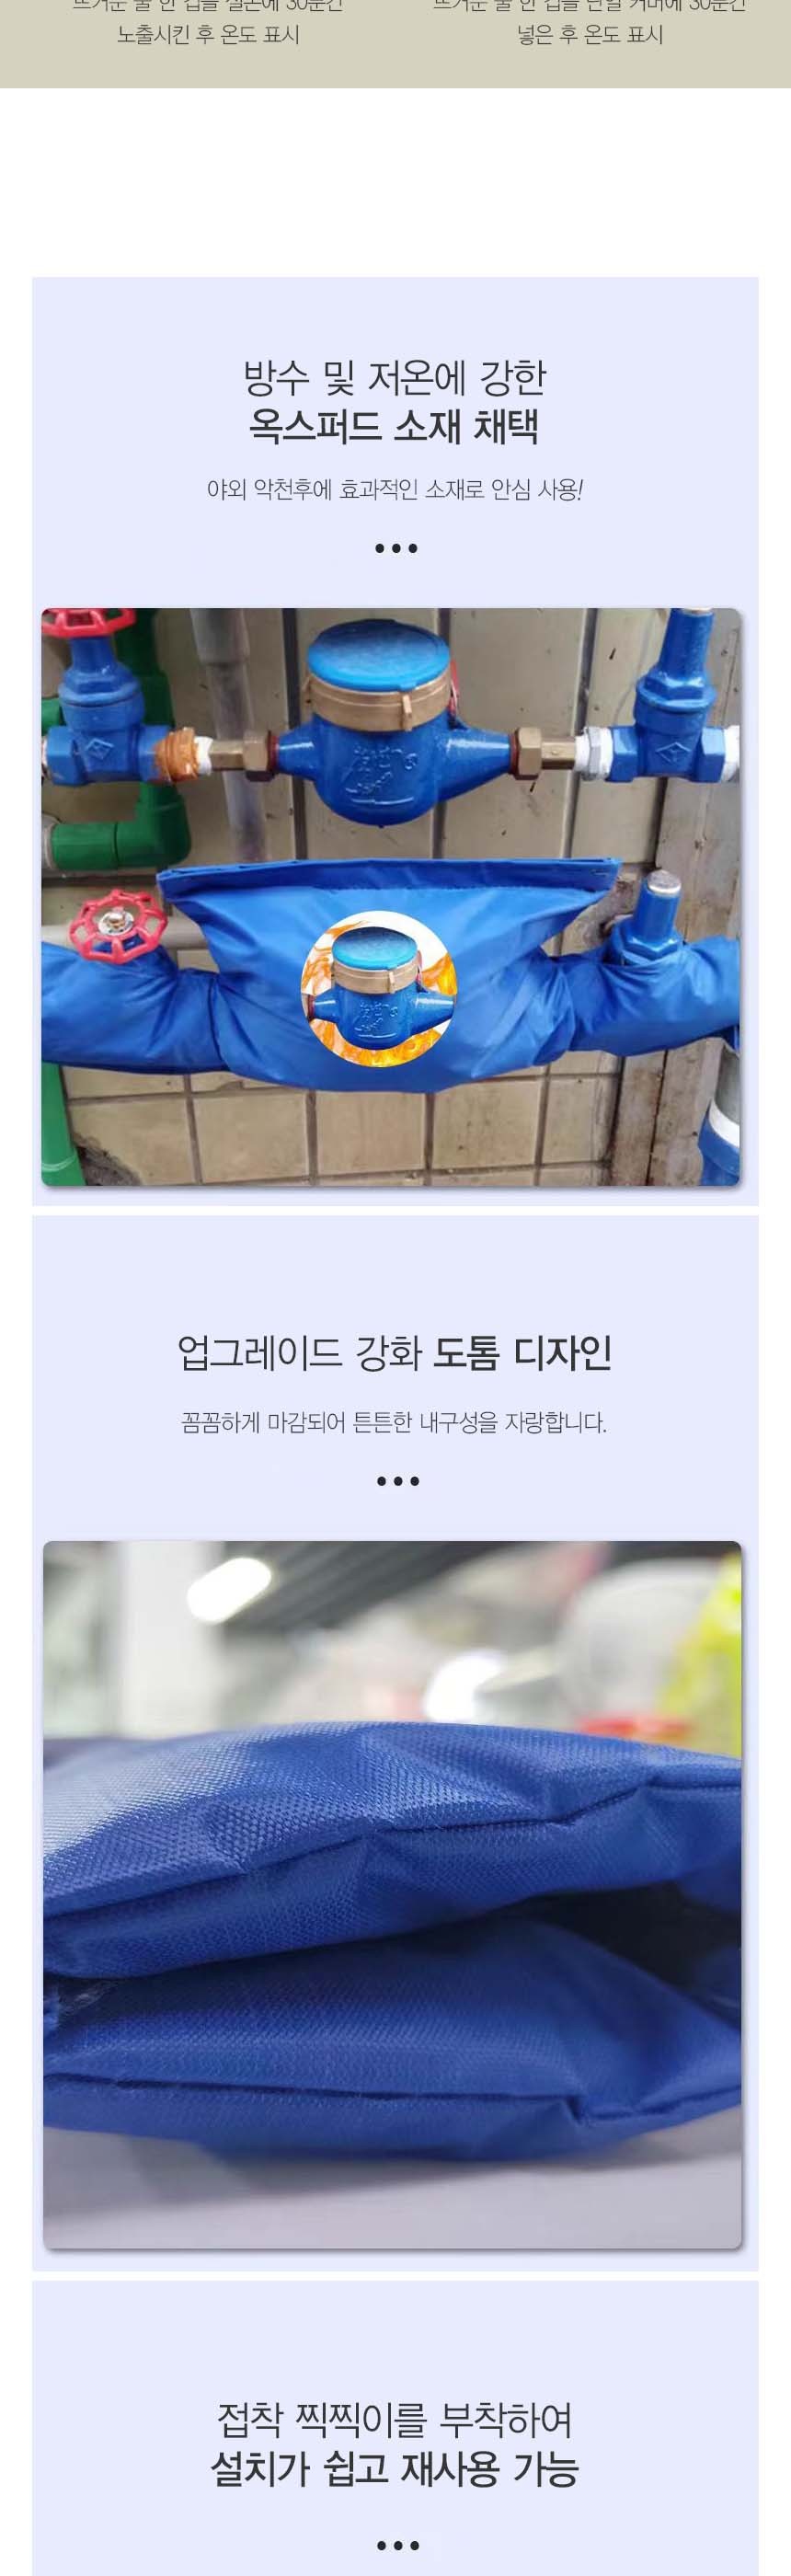 노출시킨 후 온도 표시
넣은 후 온도 표시
방수 및 저온에 강한
옥스퍼드 소재 채택
야외 악천후에 효과적인 소재로 안심 사용!
업그레이드 강화 도톰 디자인
꼼꼼하게 마감되어 튼튼한 내구성을 자랑합니다.
접착 찍찍이를 부착하여
설치가 쉽고 재사용 가능